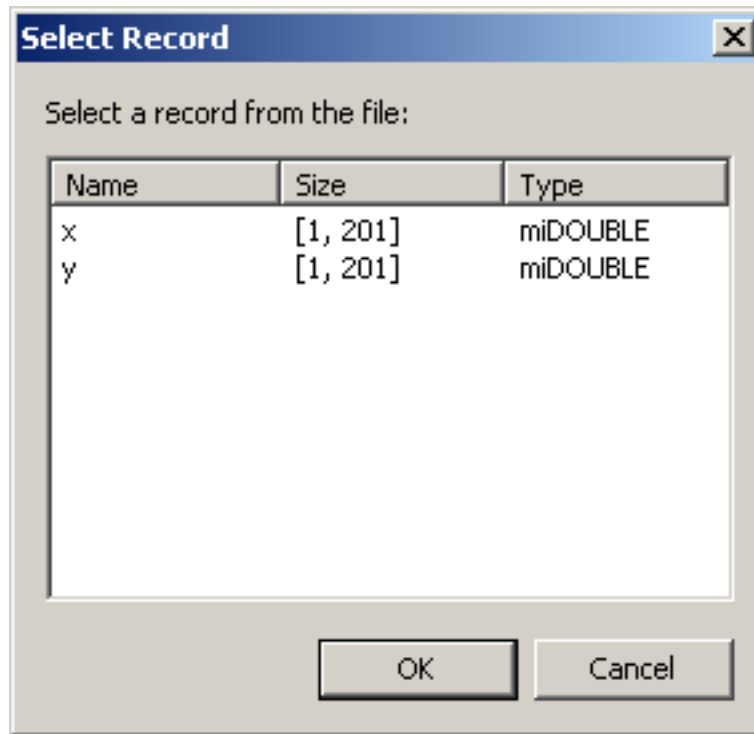 Select Record
Select a record from the file:
Name Size Type
x [1, 201] miDOUBLE
y [1, 201] miDOUBLE
OK Cancel